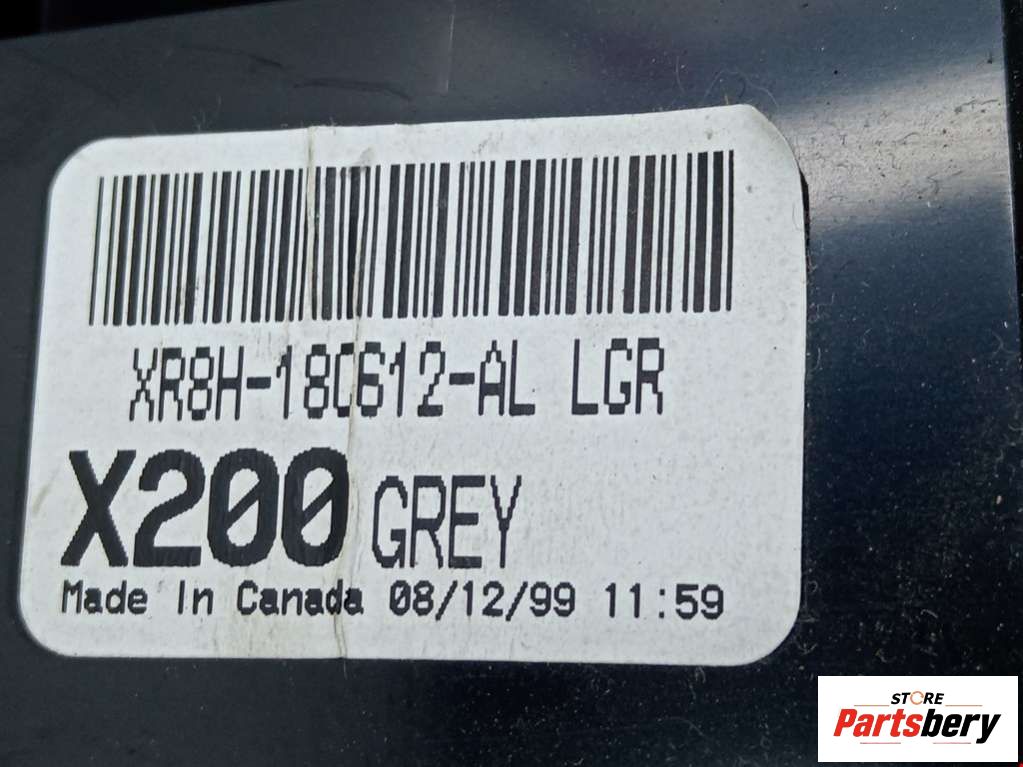 XR8H-18C612-AL LGR
X200 GREY
Made In Canada 08/12/99 11:59
STORE
Partsbery